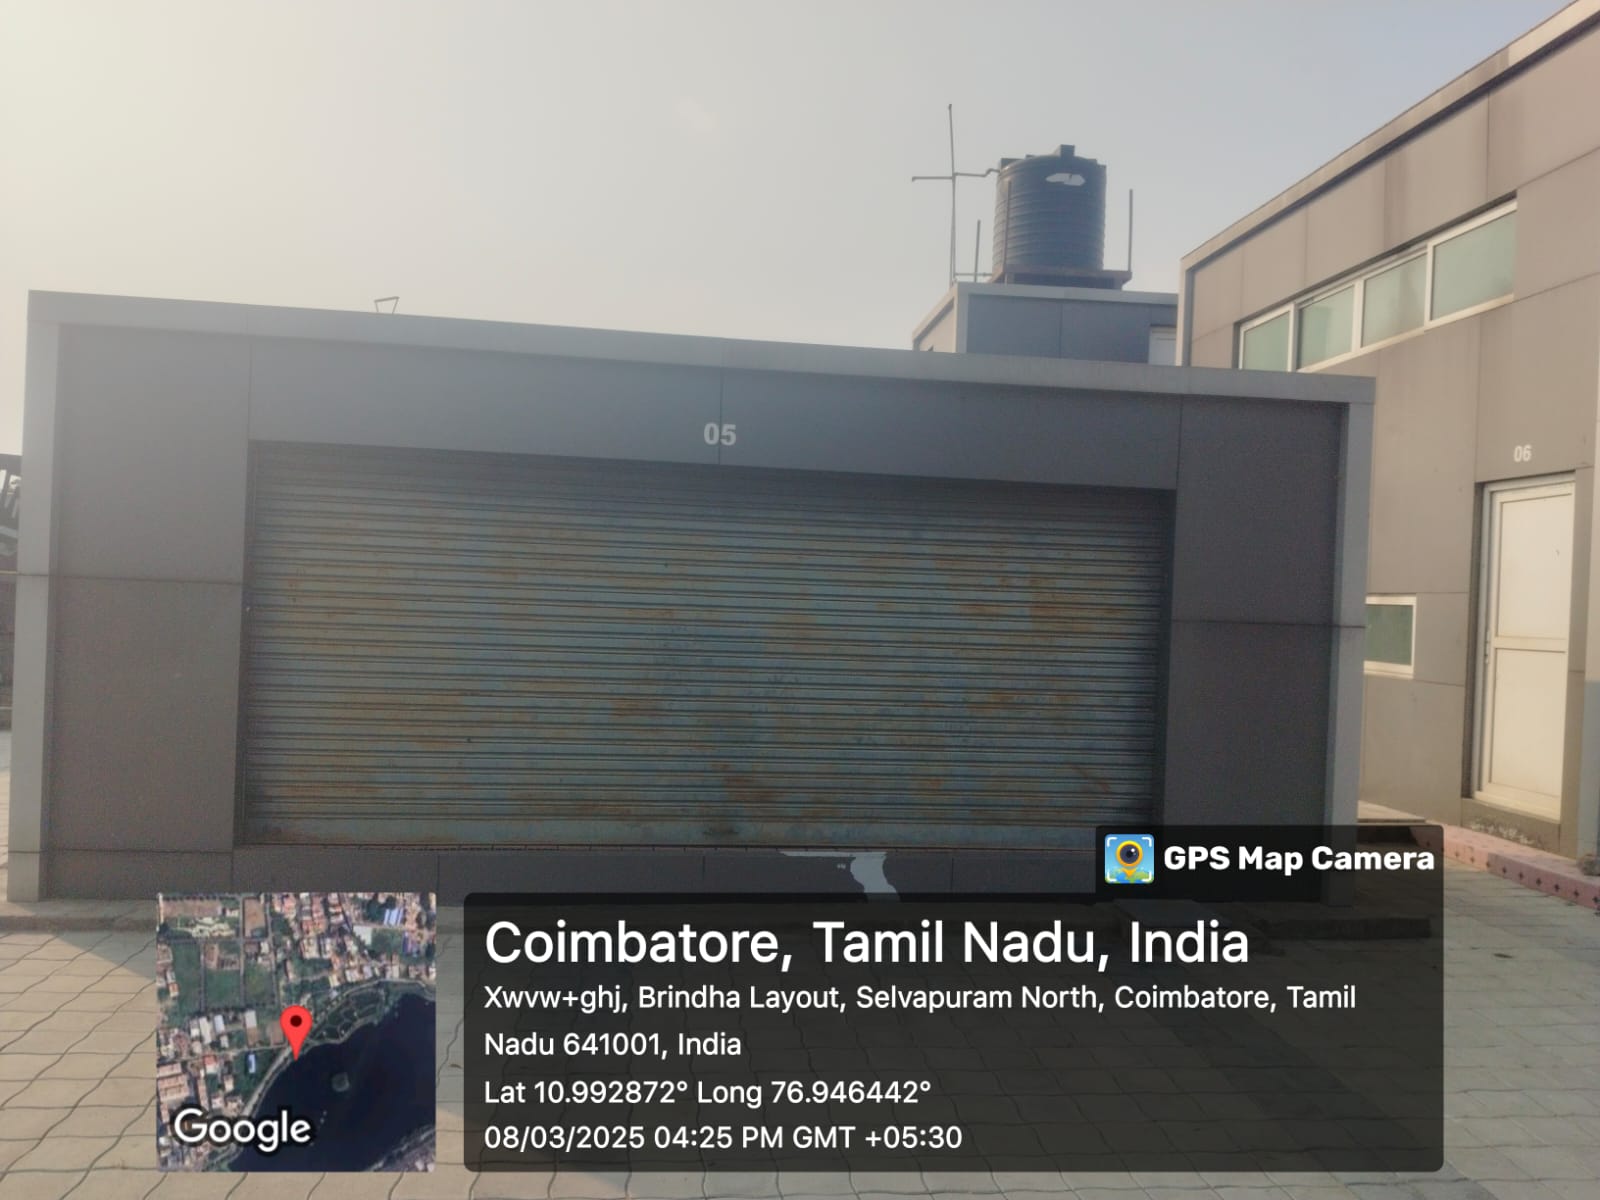 05
06
GPS Map Camera
Coimbatore, Tamil Nadu, India
Xwvw+ghj, Brindha Layout, Selvapuram North, Coimbatore, Tamil
Nadu 641001, India
Lat 10.992872° Long 76.946442°
08/03/2025 04:25 PM GMT +05:30
Google